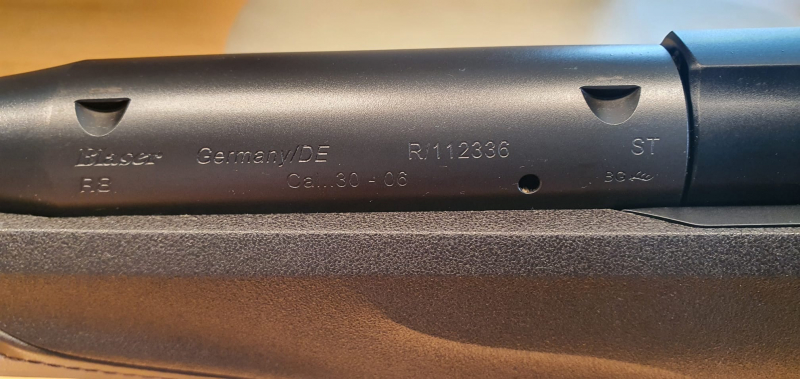 Blaser Germany/DE R/112336 ST
R8 Cal..30 - 06